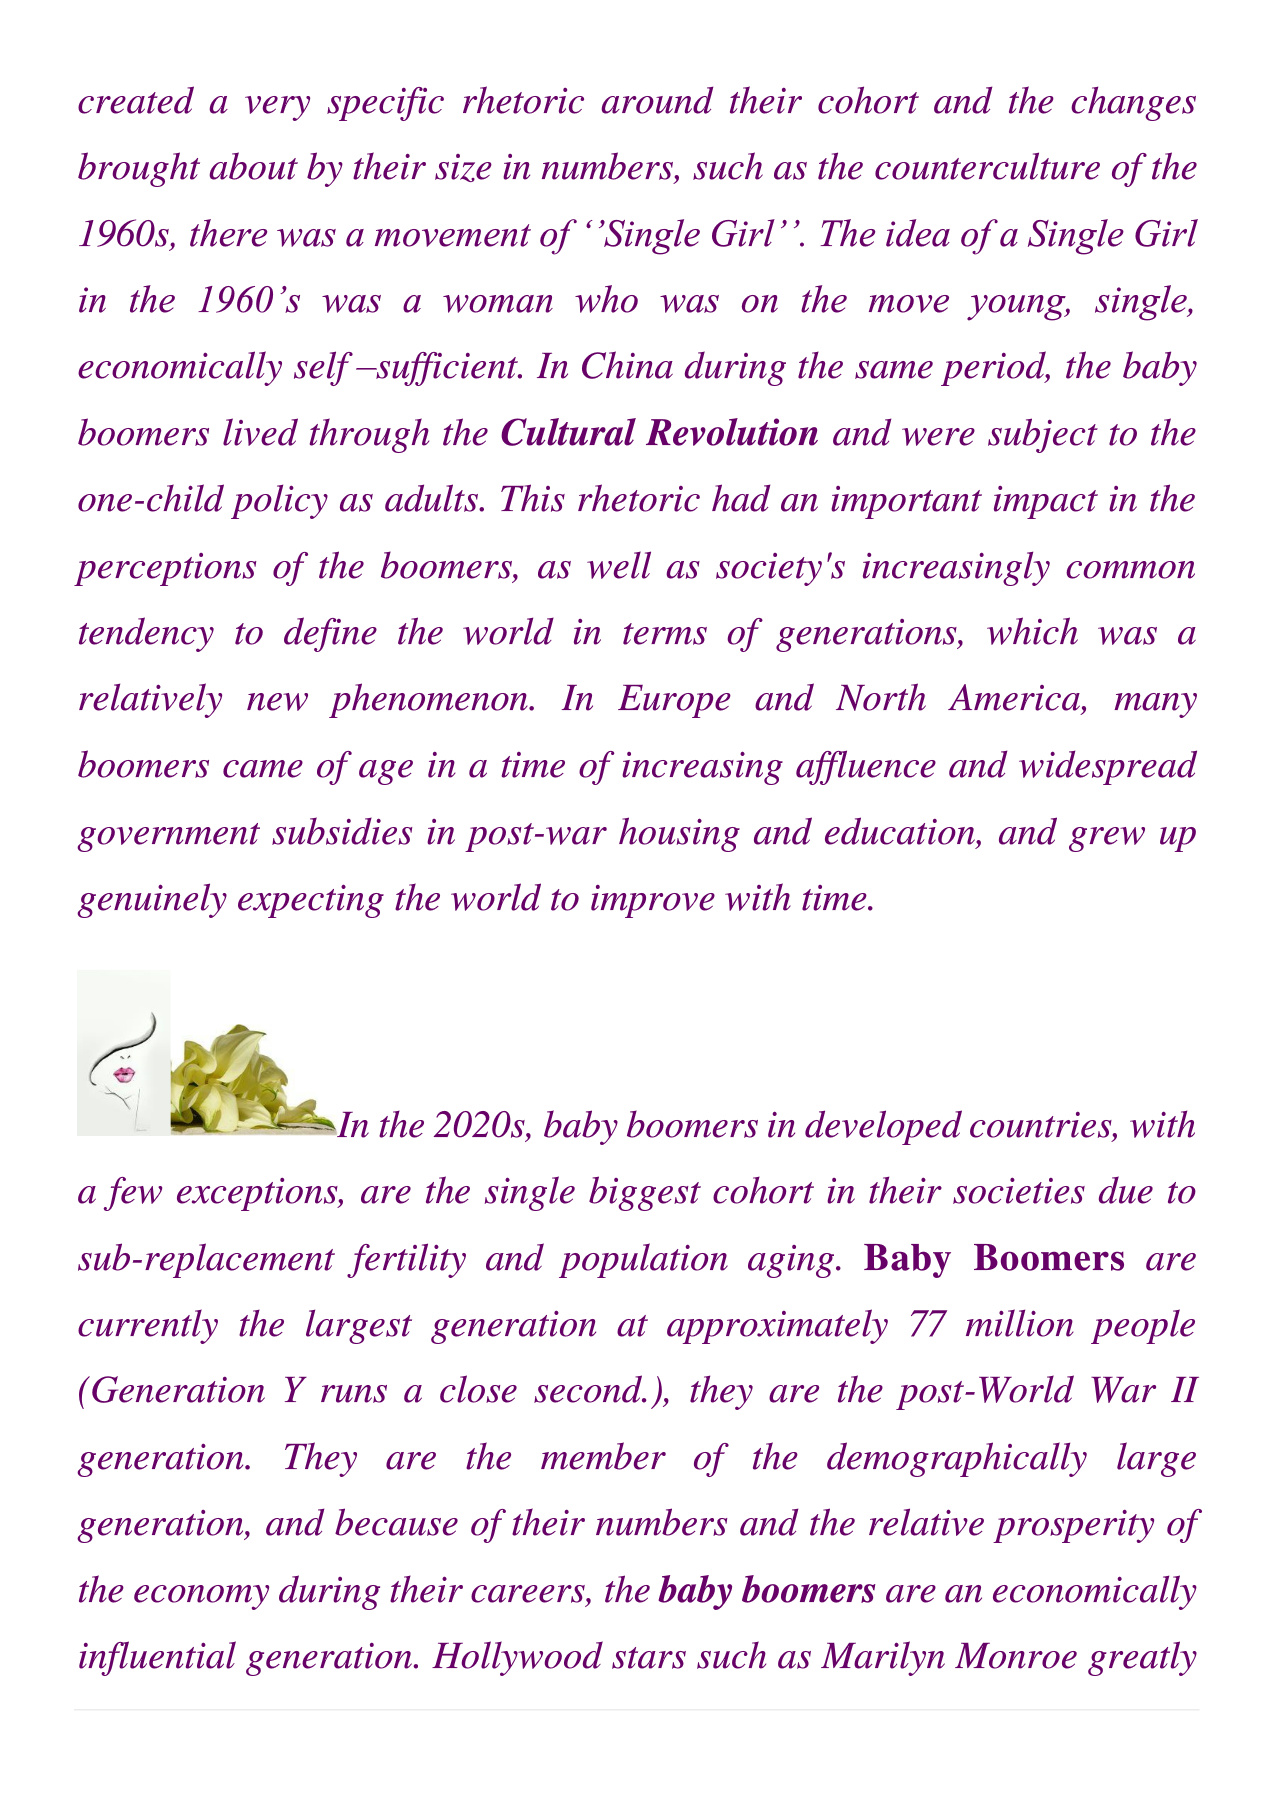 created a very specific rhetoric around their cohort and the changes
brought about by their size in numbers, such as the counterculture of the
1960s, there was a movement of ‘’Single Girl’’. The idea of a Single Girl
in the 1960’s was a woman who was on the move young, single,
economically self –sufficient. In China during the same period, the baby
boomers lived through the Cultural Revolution and were subject to the
one-child policy as adults. This rhetoric had an important impact in the
perceptions of the boomers, as well as society's increasingly common
tendency to define the world in terms of generations, which was a
relatively new phenomenon. In Europe and North America, many
boomers came of age in a time of increasing affluence and widespread
government subsidies in post-war housing and education, and grew up
genuinely expecting the world to improve with time.
In the 2020s, baby boomers in developed countries, with
a few exceptions, are the single biggest cohort in their societies due to
sub-replacement fertility and population aging. Baby Boomers are
currently the largest generation at approximately 77 million people
(Generation Y runs a close second.), they are the post-World War II
generation. They are the member of the demographically large
generation, and because of their numbers and the relative prosperity of
the economy during their careers, the baby boomers are an economically
influential generation. Hollywood stars such as Marilyn Monroe greatly